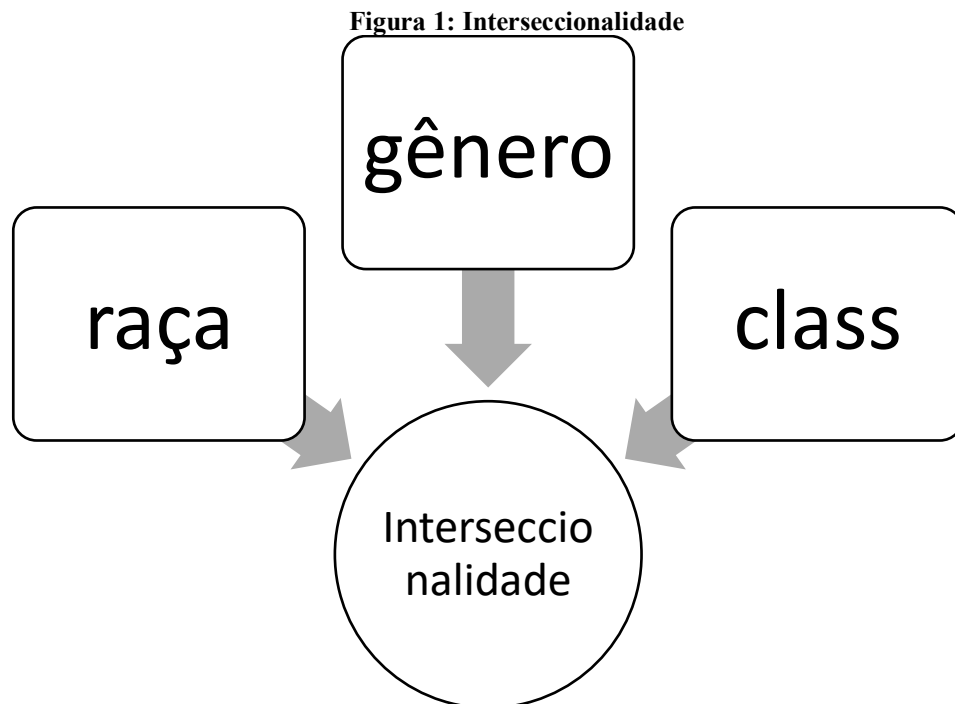 Figura 1: Interseccionalidade
gênero
raça
class
Interseccio
nalidade